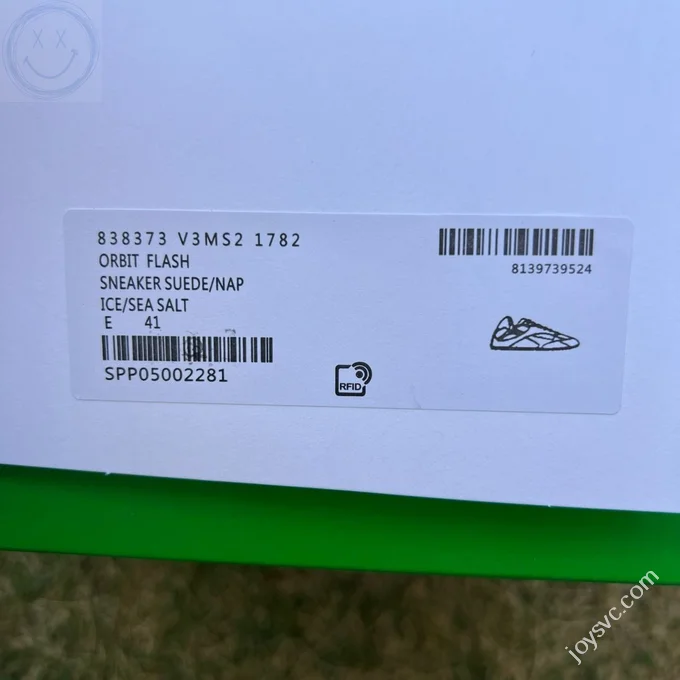 838373 V3MS2 1782
ORBIT FLASH
SNEAKER SUEDE/NAP
ICE/SEA SALT
E 41
SPP05002281
8139739524
RFID
joysvc.com